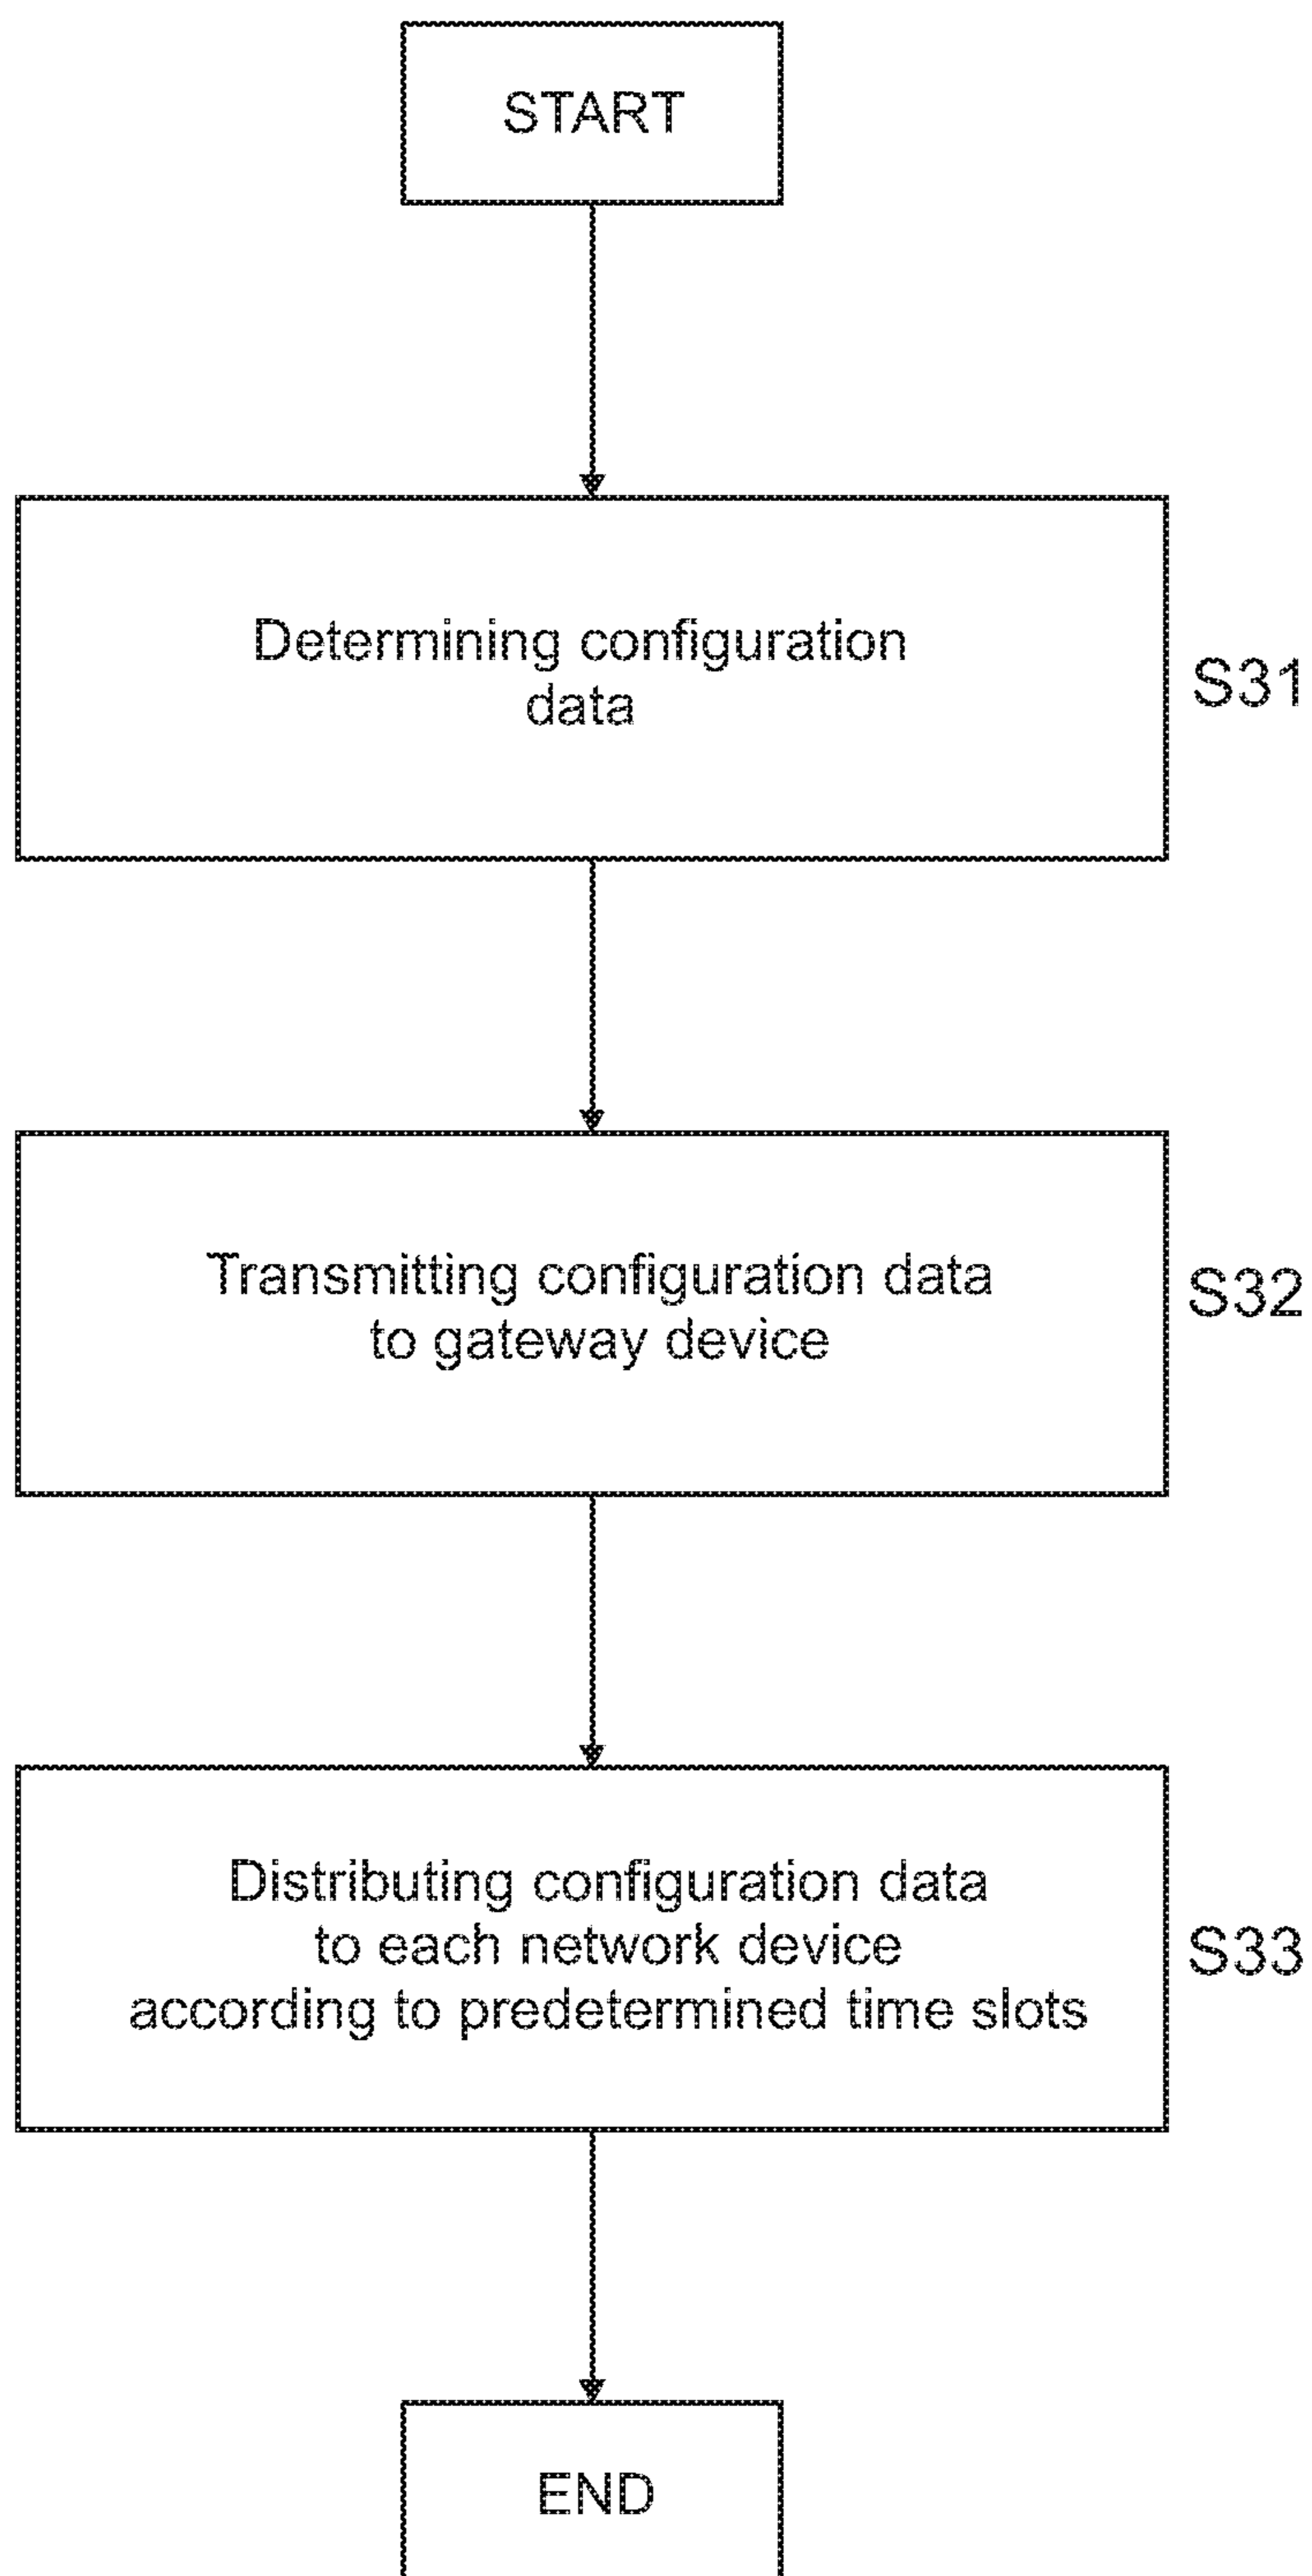 START
Determining configuration
data
S31
Transmitting configuration data
to gateway device
S32
Distributing configuration data
to each network device
according to predetermined time slots
S33
END